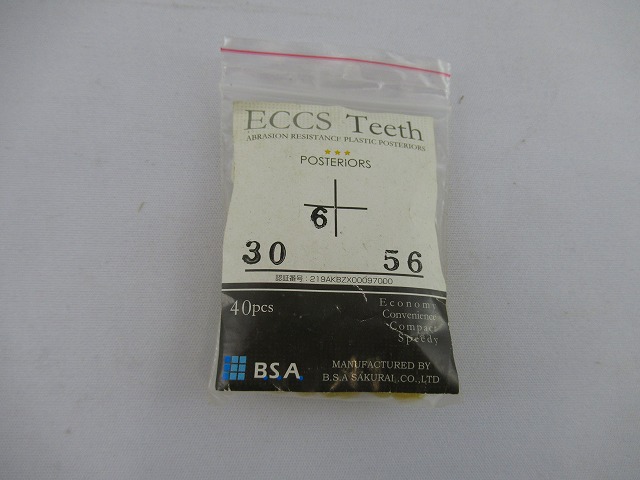 ECCS Teeth
ABRASION RESISTANCE PLASTIC POSTERIORS
POSTERIORS
6
30 56
認証番号:219AKBZX00097000
40pcs
Economy
Convenience
Compact
Speedy
B.S.A.
MANUFACTURED BY
B.S.A SAKURAI CO.,LTD